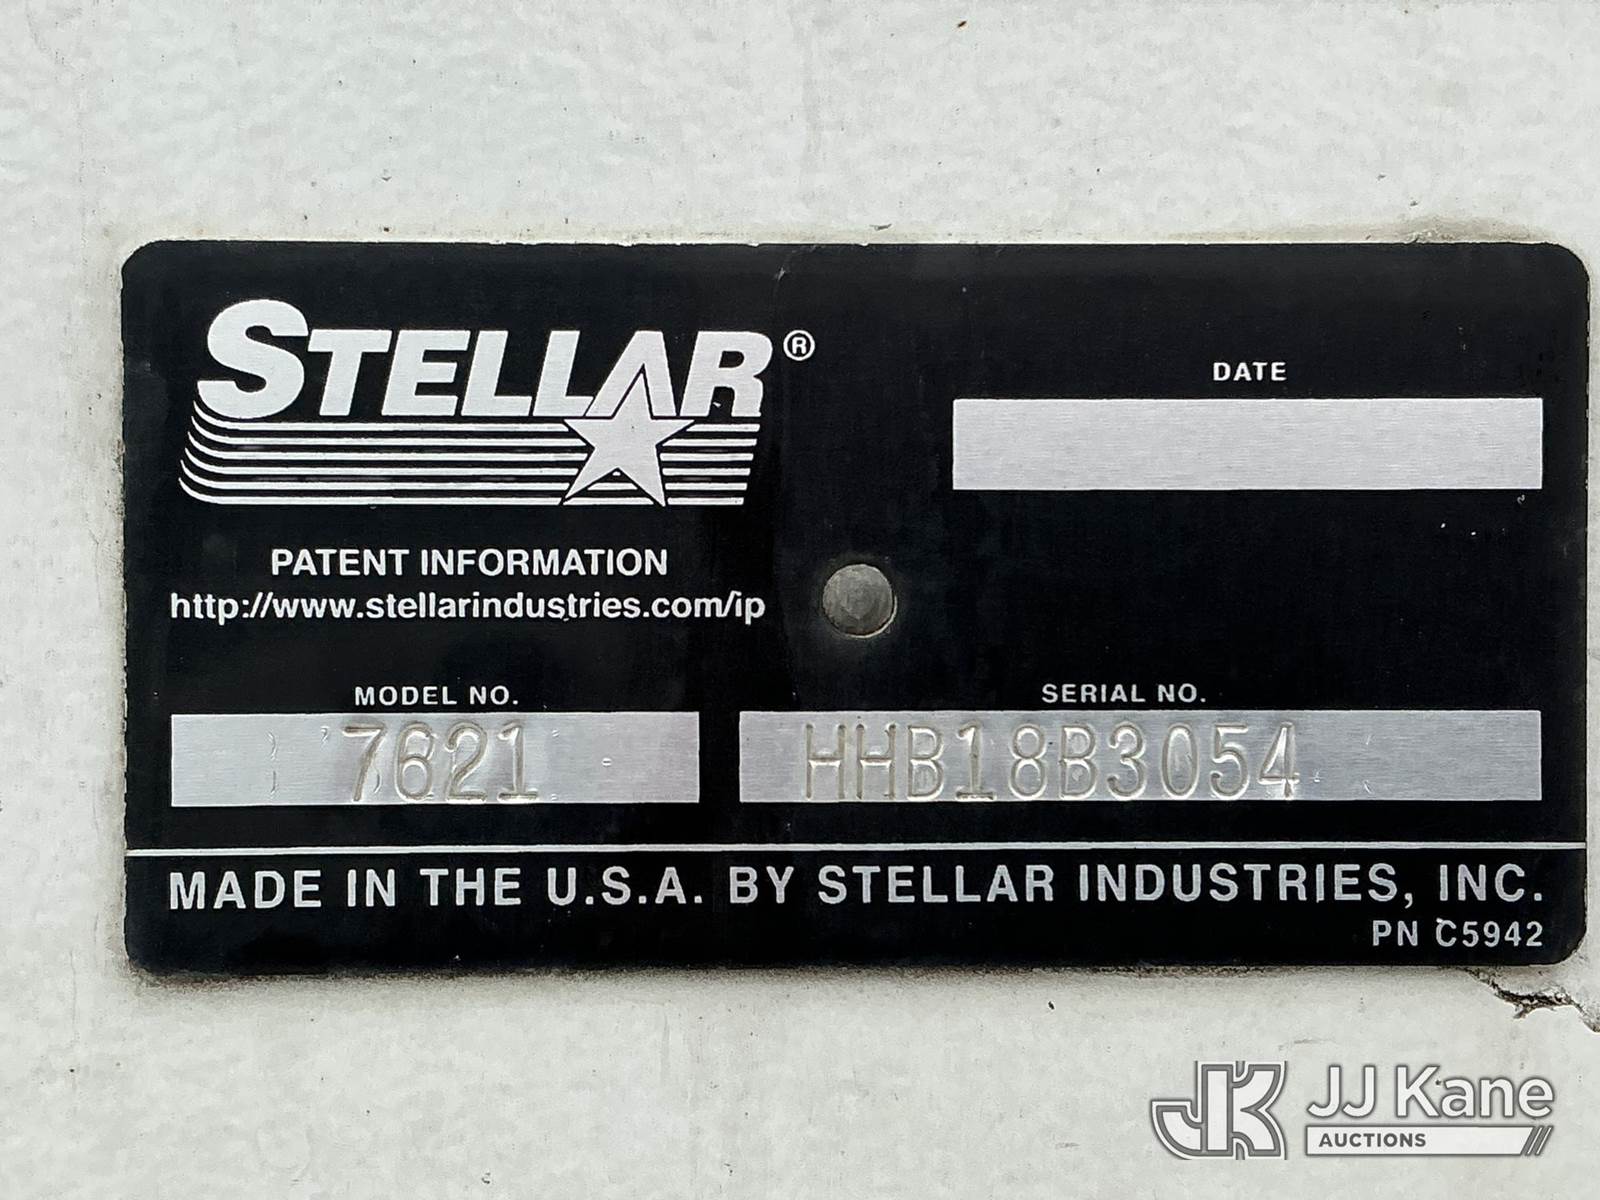 STELLAR®
DATE
PATENT INFORMATION
http://www.stellarindustries.com/ip
MODEL NO.
7621
SERIAL NO.
HHB18B3054
MADE IN THE U.S.A. BY STELLAR INDUSTRIES, INC.
PN C5942
JK JJ Kane
AUCTIONS